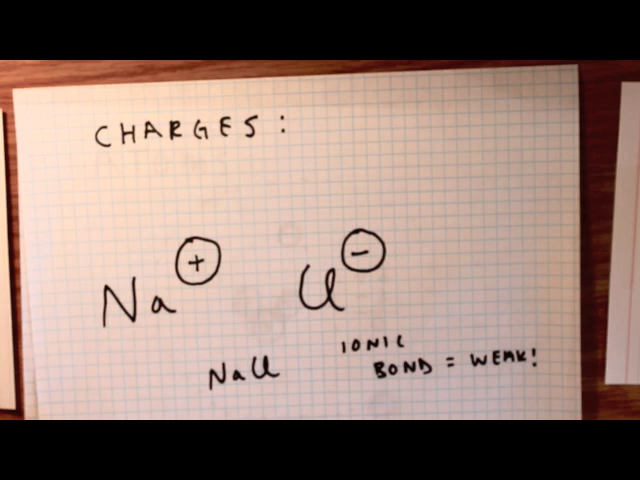 CHARGES:
Na + Cl −
NaCl
IONIC
BOND = WEAK!